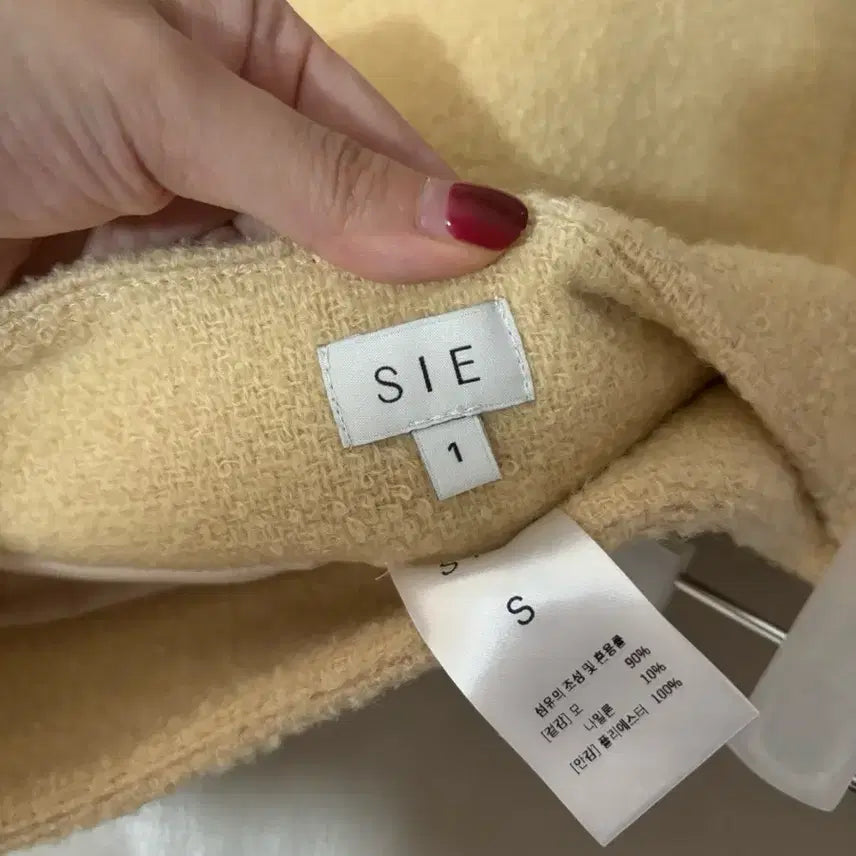 SIE
1
S
섬유의 조성 및 혼용률
[겉감] 모 90%
나일론 10%
[안감] 폴리에스터 100%